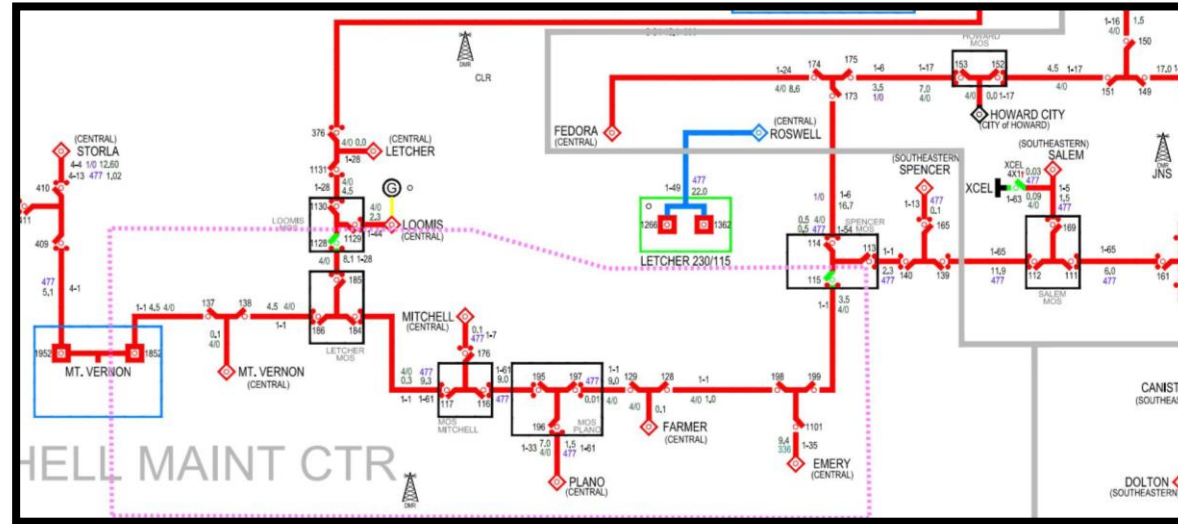 DMR
CLR
(CENTRAL)
STORLA
4-4 1/0 12.60
4-13 477 1.02
410
411
409
477
5.1
4-1
376
4/0 0.0
(CENTRAL)
LETCHER
1-28
1131
1-28
4/0
4.5
G
1130
LOOMIS
MOS
4/0
2.3
1-44
LOOMIS
(CENTRAL)
128
1129
4/0
8.1 1-28
185
186
184
LETCHER
MOS
1952
1852
MT. VERNON
1-1 4.5 4/0
137
138
4.5 4/0
1-1
0.1
4/0
MT. VERNON
(CENTRAL)
MITCHELL
(CENTRAL)
0.1
477
1-7
176
4/0
0.3
477
9.3
1-1
1-61
117
116
MOS
MITCHELL
1-61
9.0
477
195
197
477
0.01
196
MOS
PLANO
7.0
1-33
4/0
1.5
477
1-61
PLANO
(CENTRAL)
1-1
9.0
4/0
129
128
4/0
0.1
FARMER
(CENTRAL)
1-1
4/0 1.0
198
199
1101
9.4
336
1-35
EMERY
(CENTRAL)
1-24
4/0 8.6
FEDORA
(CENTRAL)
174
175
173
1-6
3.5
1/0
1-17
7.0
4/0
HOWARD
MOS
153
152
4/0
0.0 1-17
HOWARD CITY
(CITY of HOWARD)
4.5
1-17
4/0
1-16
4/0
1.5
150
151
149
17.0
(CENTRAL)
ROSWELL
477
1-49
22.0
1266
1362
LETCHER 230/115
1/0
1-6
16.7
0.5 4/0
0.5 477
1-54
SPENCER
MOS
114
113
115
1-1
2.3
477
3.5
1-1
4/0
(SOUTHEASTERN)
SPENCER
1-13
477
0.1
165
140
139
1-65
11.9
477
(SOUTHEASTERN)
SALEM
XCEL
4X11
0.03
477
XCEL
1-63
0.09
4/0
1-5
1.5
477
169
112
111
SALEM
MOS
1-65
6.0
477
161
DMR
JNS
CANIST
(SOUTHEAS
DOLTON
(SOUTHEASTERN)
HELL MAINT CTR
DMR